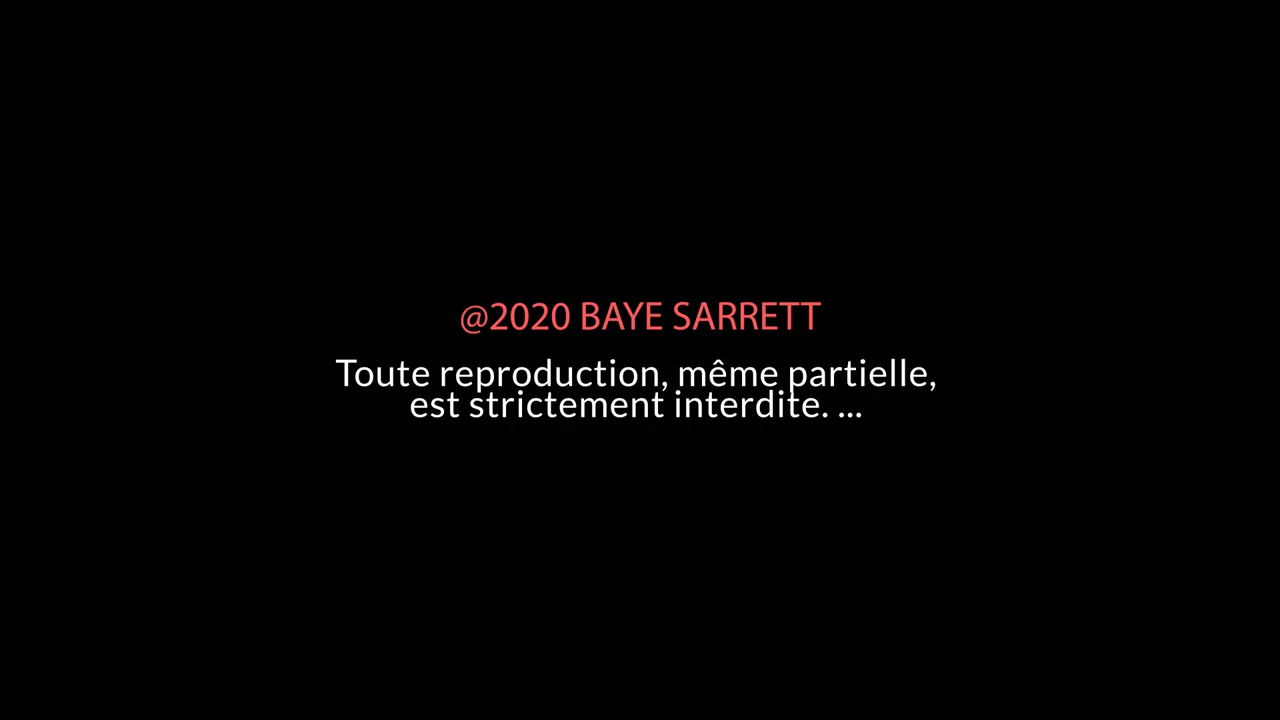 @2020 BAYE SARRETT
Toute reproduction, même partielle,
est strictement interdite. ...